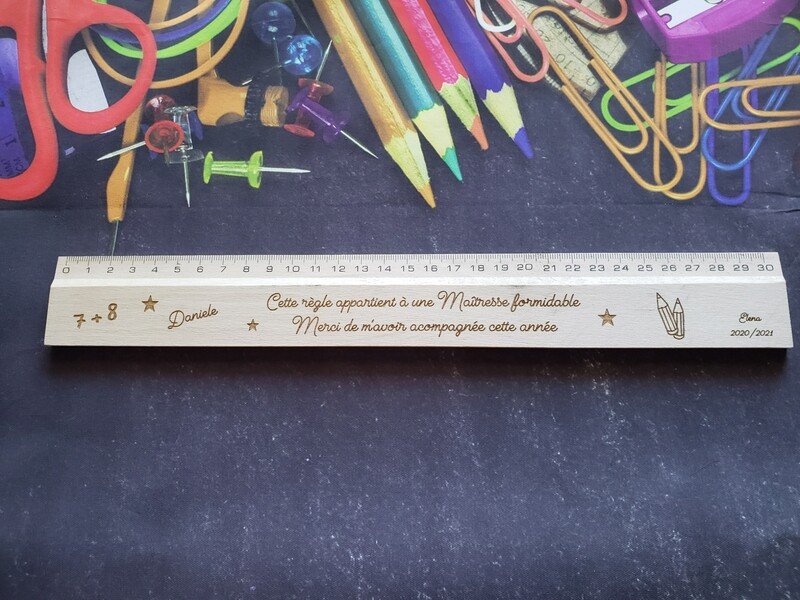 0 1 2 3 4 5 6 7 8 9 10 11 12 13 14 15 16 17 18 19 20 21 22 23 24 25 26 27 28 29 30
7+8
Daniele
Cette règle appartient à une Maîtresse formidable
Merci de m'avoir acompagnée cette année
Elena
2020/2021